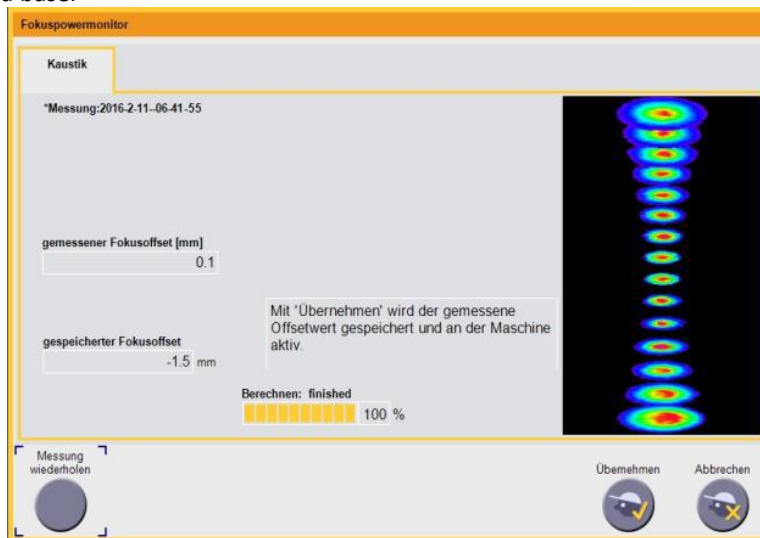 Fokuspowermonitor
Kaustik
*Messung:2016-2-11--06-41-55
gemessener Fokusoffset [mm]
0.1
Mit 'Übernehmen' wird der gemessene
Offsetwert gespeichert und an der Maschine
aktiv.
gespeicherter Fokusoffset
-1.5 mm
Berechnen: finished
100 %
Messung
wiederholen
Übernehmen
Abbrechen